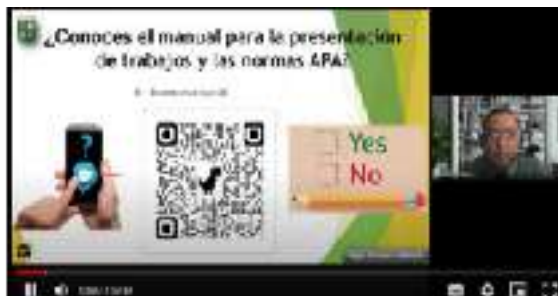 ¿Conoces el manual para la presentación
de trabajos y las normas APA?
Yes
No